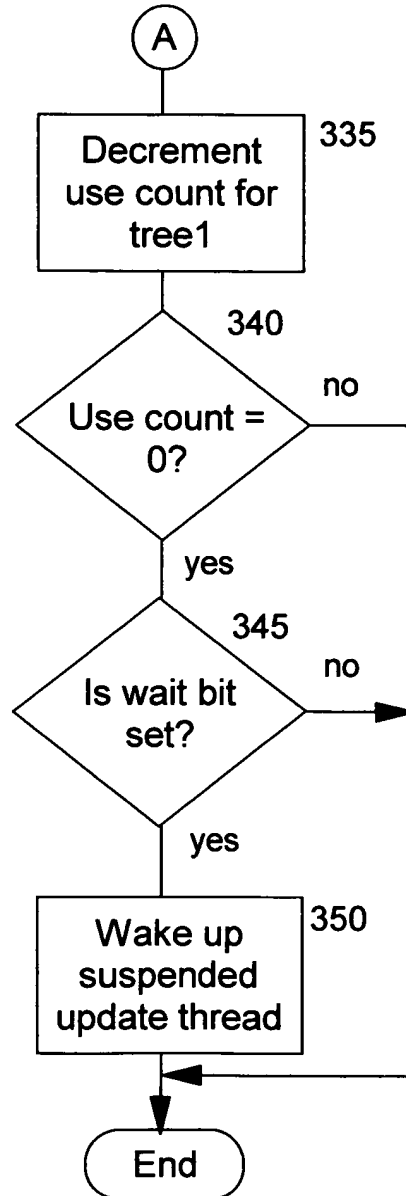 A
335
Decrement
use count for
tree1
340
no
Use count =
0?
yes
345
no
Is wait bit
set?
yes
350
Wake up
suspended
update thread
End